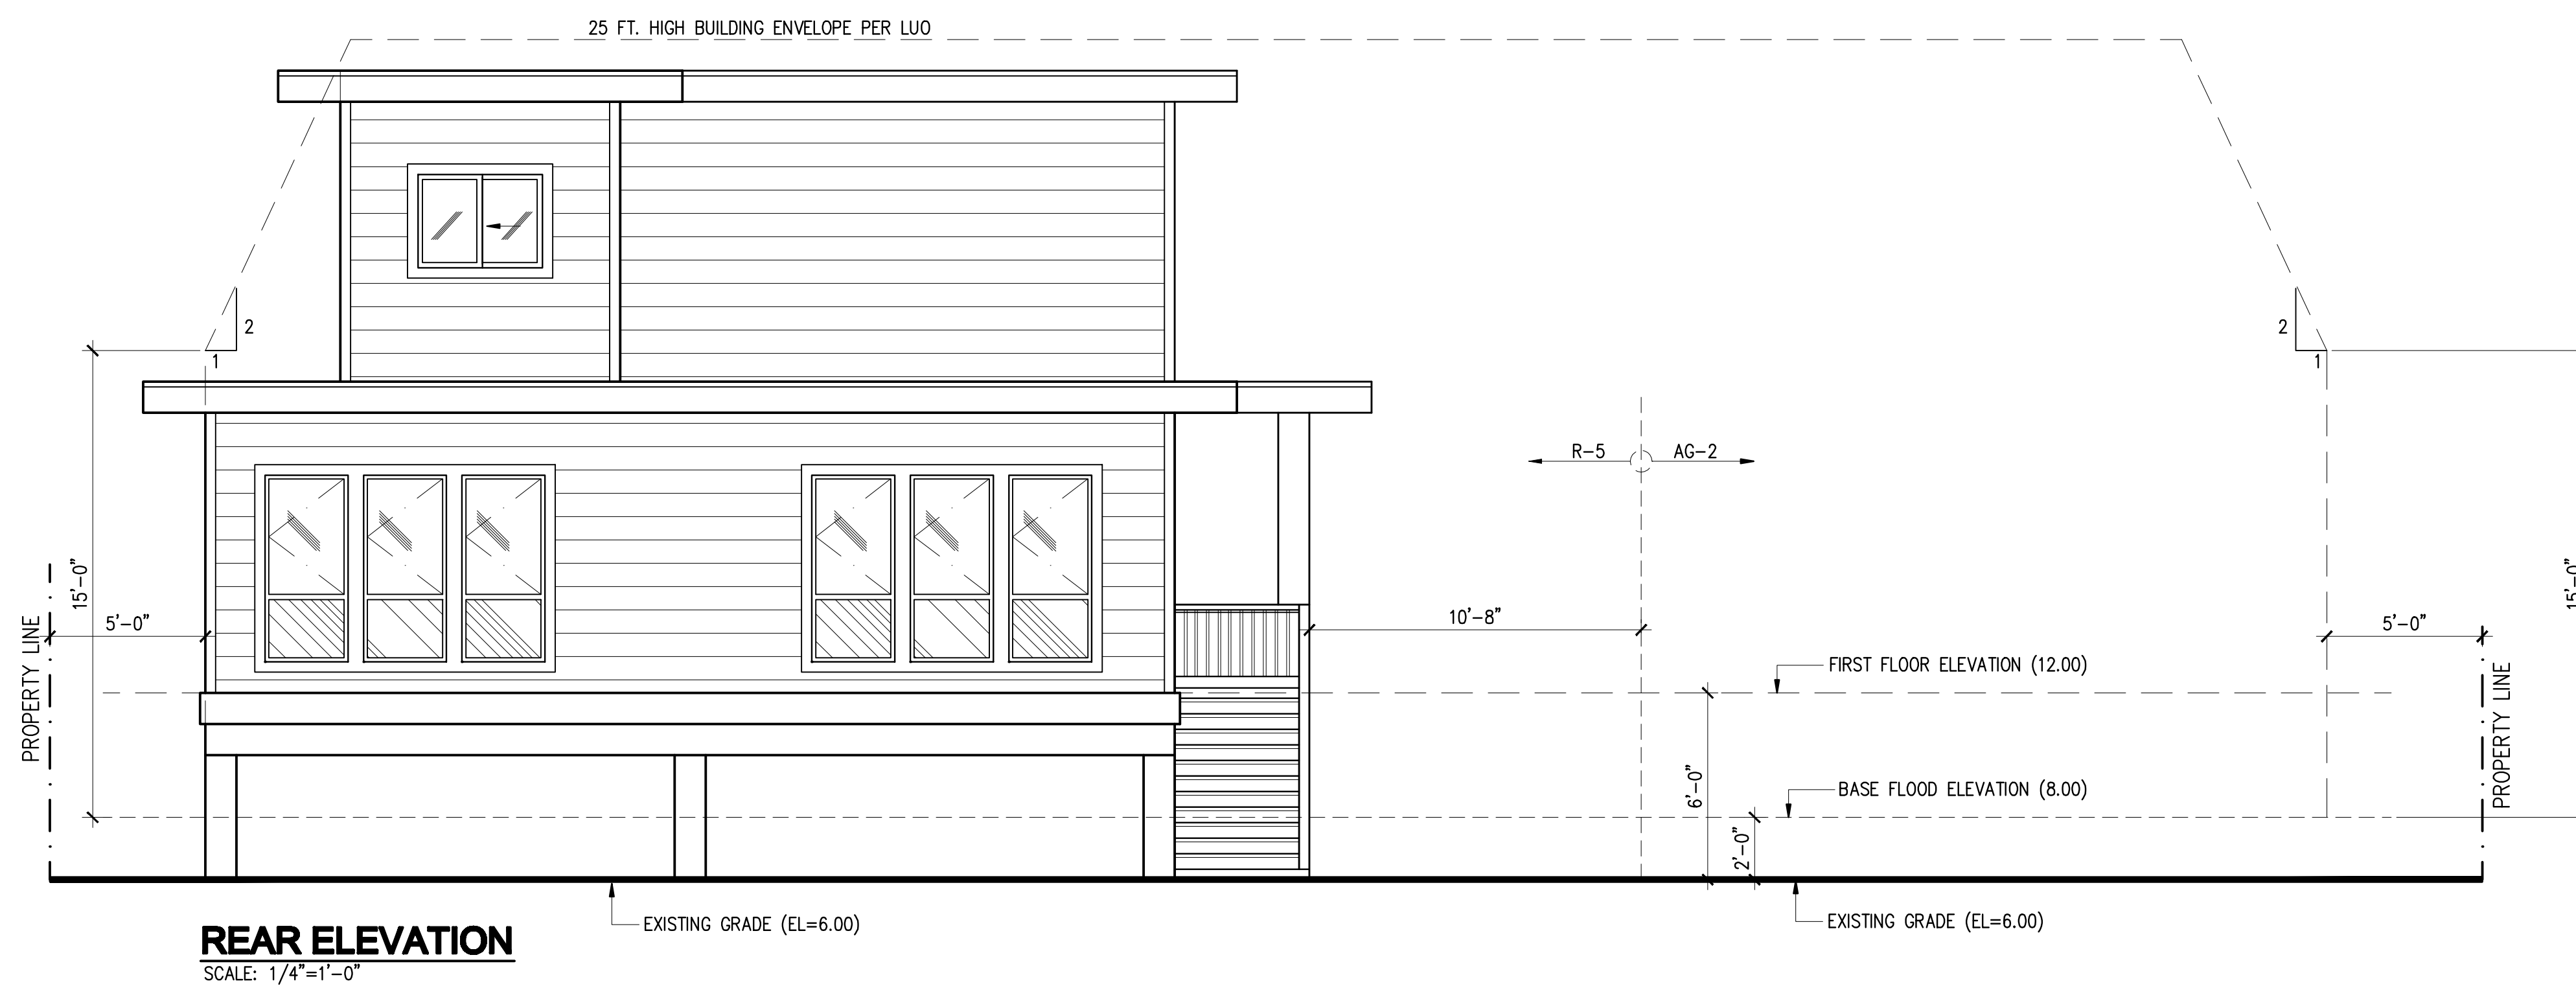 25 FT. HIGH BUILDING ENVELOPE PER LUO
2
1
2
1
R-5
AG-2
15'-0"
15'-0"
5'-0"
10'-8"
5'-0"
PROPERTY LINE
PROPERTY LINE
FIRST FLOOR ELEVATION (12.00)
6'-0"
BASE FLOOD ELEVATION (8.00)
2'-0"
EXISTING GRADE (EL=6.00)
EXISTING GRADE (EL=6.00)
REAR ELEVATION
SCALE: 1/4"=1'-0"